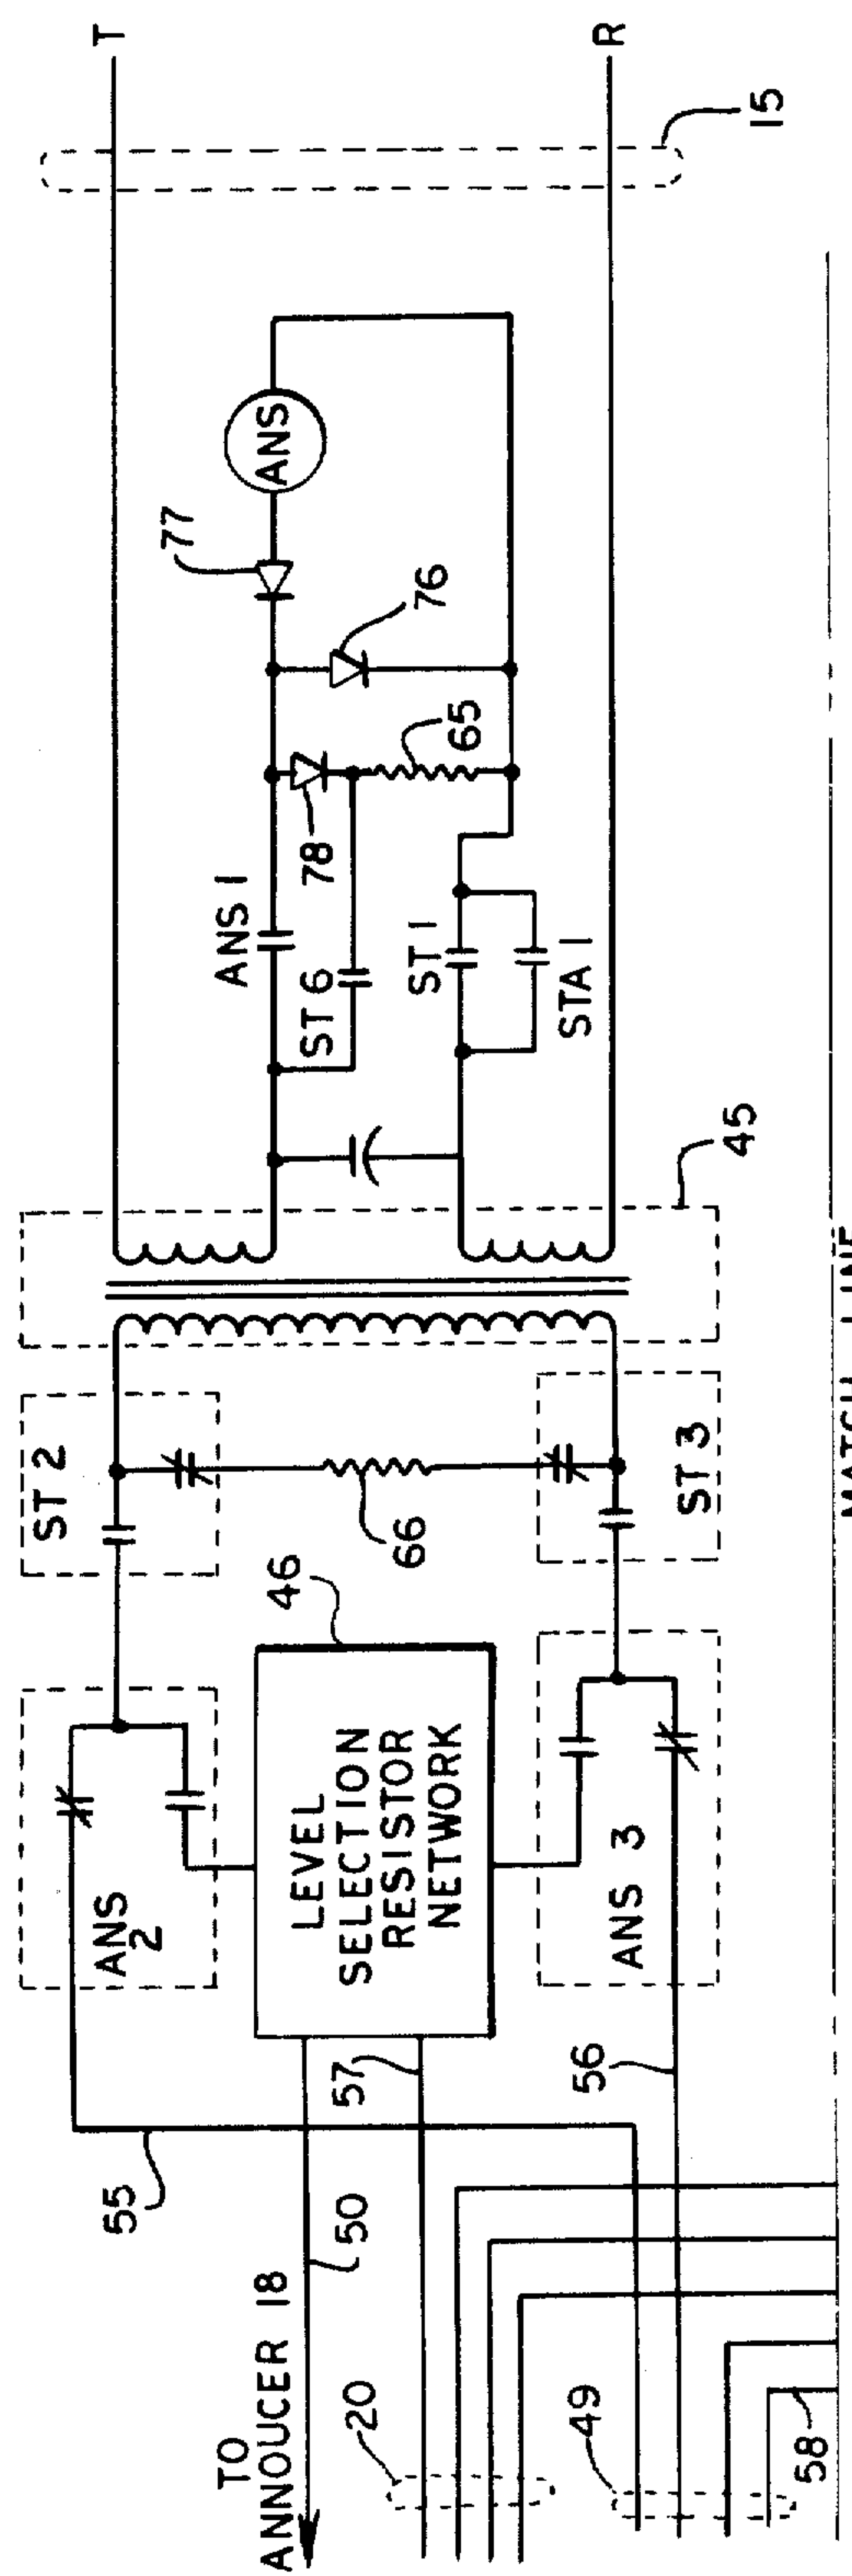 T
R
15
ANS
77
76
65
78
ANS 1
ST 6
ST 1
STA 1
45
ST 2
ST 3
66
46
LEVEL
SELECTION
RESISTOR
NETWORK
ANS
2
ANS 3
57
56
55
50
TO
ANNOUCER 18
20
49
58
MATCH LINE